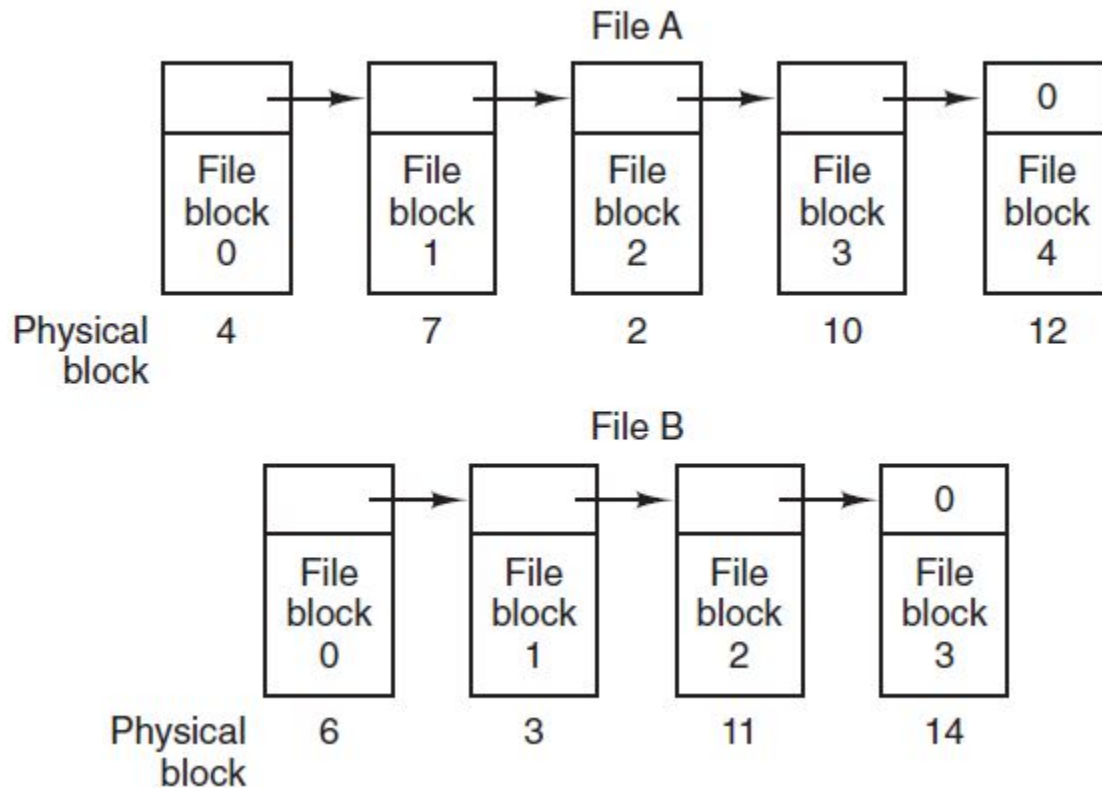 File A
0
File File File File File
block block block block block
0 1 2 3 4
Physical 4 7 2 10 12
block
File B
0
File File File File
block block block block
0 1 2 3
Physical 6 3 11 14
block